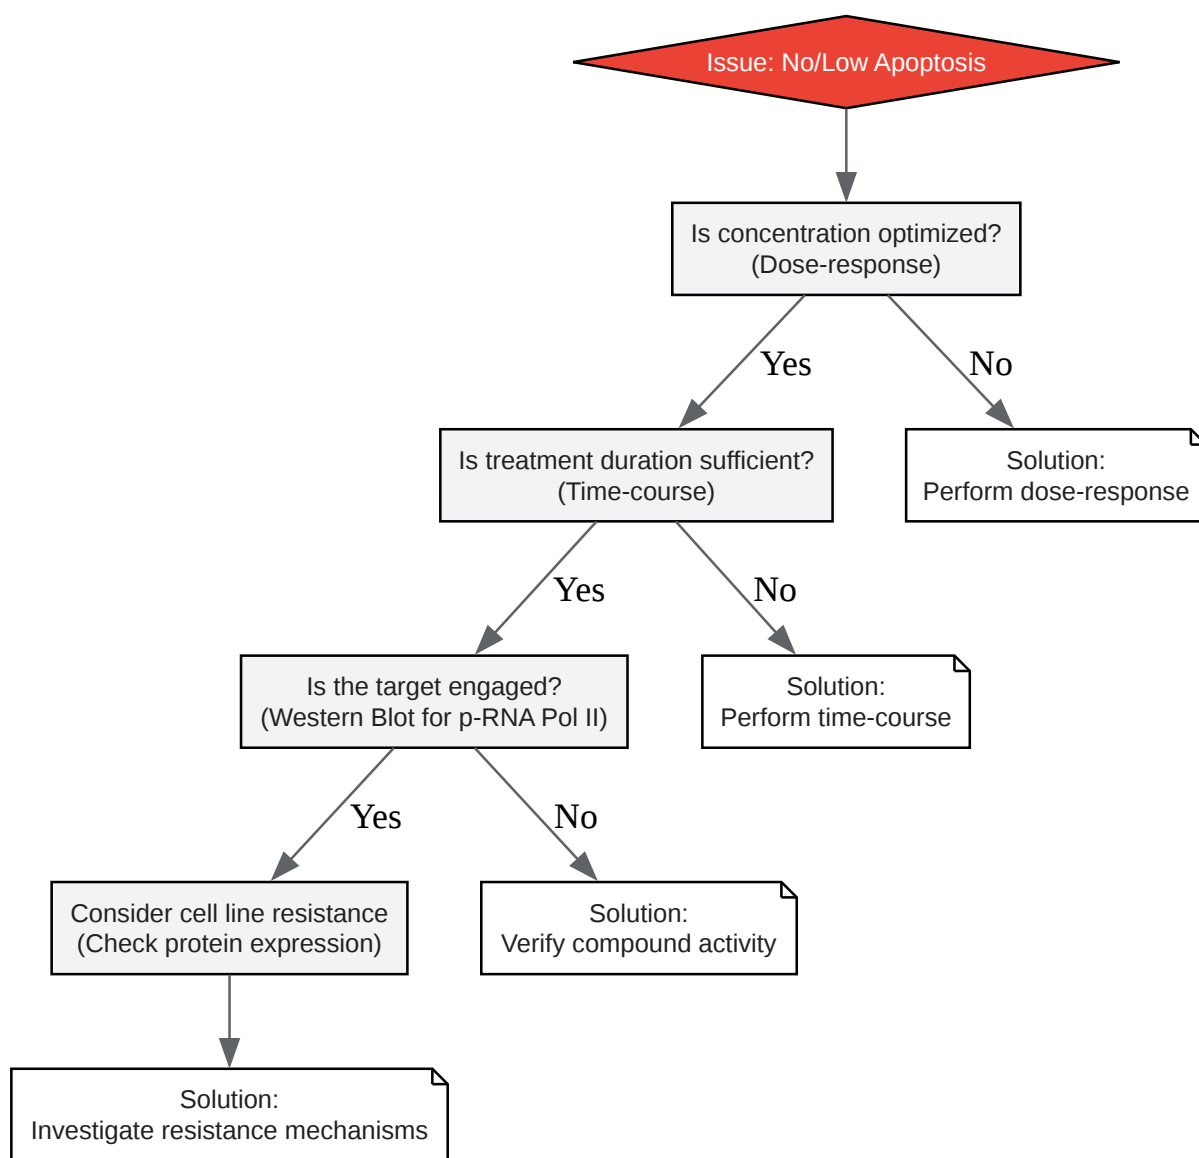 Issue: No/Low Apoptosis
Is concentration optimized?
(Dose-response)
Yes
No
Is treatment duration sufficient?
(Time-course)
Solution:
Perform dose-response
Yes
No
Is the target engaged?
(Western Blot for p-RNA Pol II)
Solution:
Perform time-course
Yes
No
Consider cell line resistance
(Check protein expression)
Solution:
Verify compound activity
Solution:
Investigate resistance mechanisms